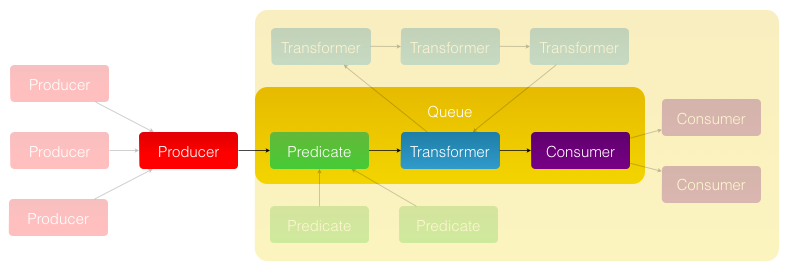 Transformer
Transformer
Transformer
Producer
Queue
Consumer
Producer
Producer
Predicate
Transformer
Consumer
Consumer
Producer
Predicate
Predicate